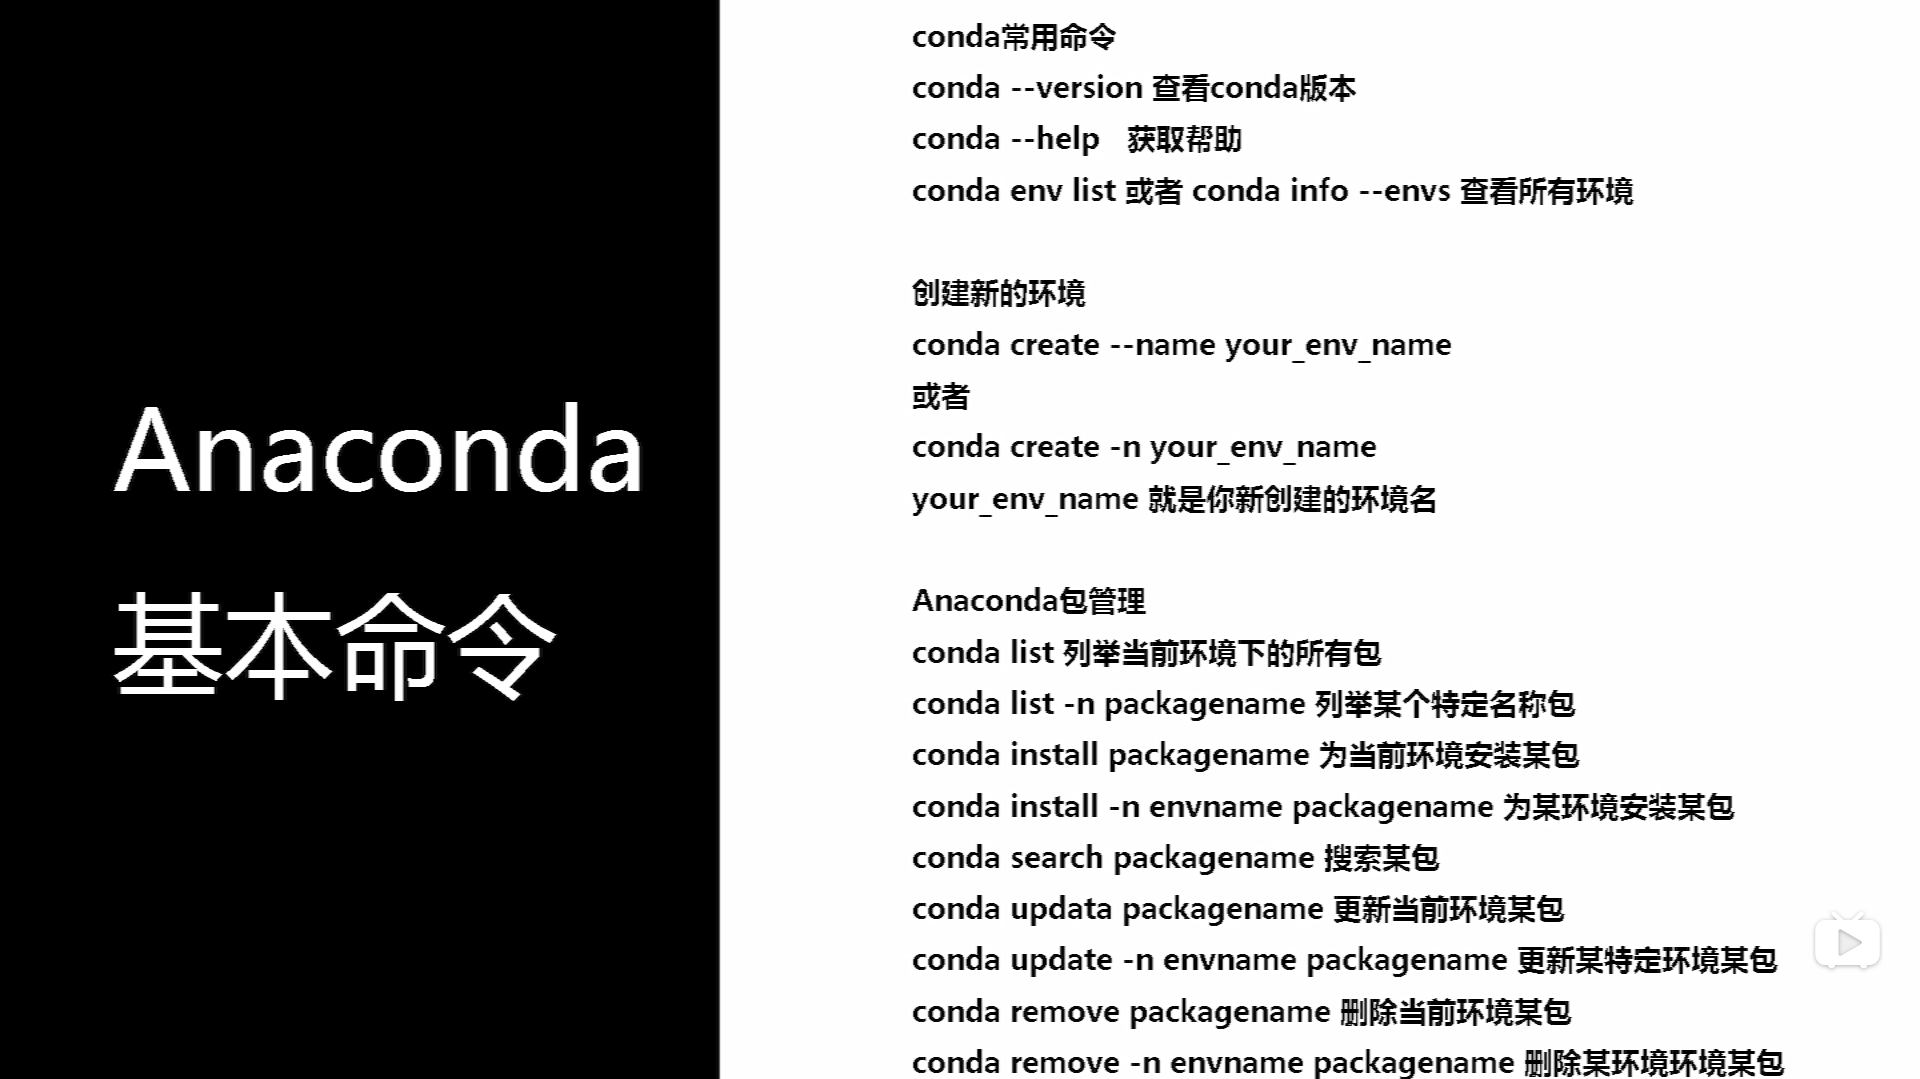 Anaconda
基本命令
conda常用命令
conda --version 查看conda版本
conda --help 获取帮助
conda env list 或者 conda info --envs 查看所有环境
创建新的环境
conda create --name your_env_name
或者
conda create -n your_env_name
your_env_name 就是你新创建的环境名
Anaconda包管理
conda list 列举当前环境下的所有包
conda list -n packagename 列举某个特定名称包
conda install packagename 为当前环境安装某包
conda install -n envname packagename 为某环境安装某包
conda search packagename 搜索某包
conda updata packagename 更新当前环境某包
conda update -n envname packagename 更新某特定环境某包
conda remove packagename 删除当前环境某包
conda remove -n envname packagename 删除某环境环境某包